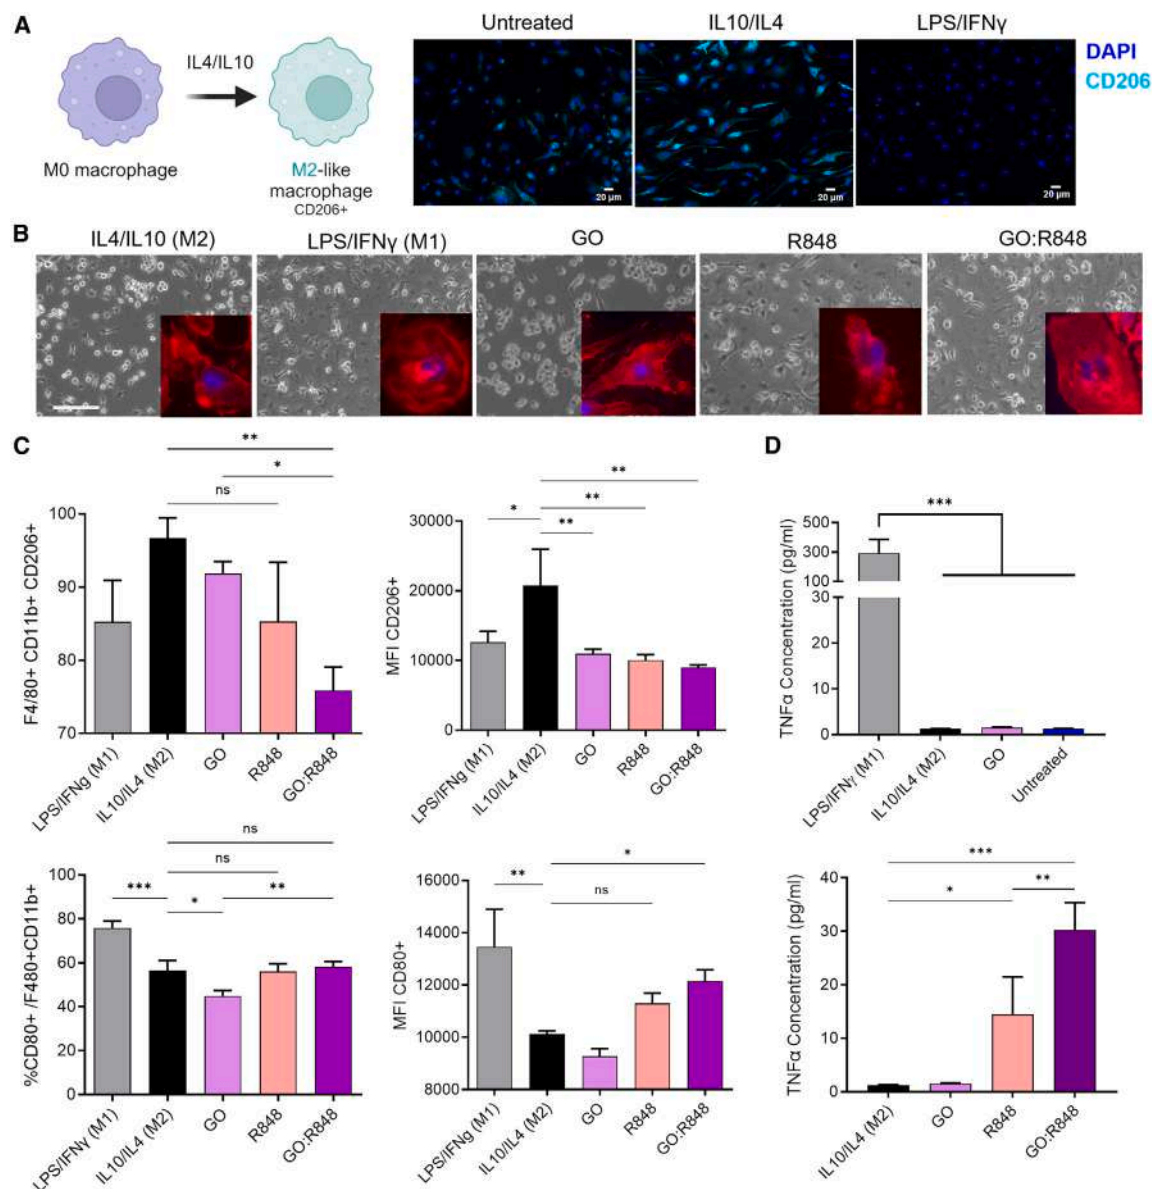 A
IL4/IL10
M0 macrophage
M2-like
macrophage
CD206+
Untreated
IL10/IL4
LPS/IFNγ
20 µm
20 µm
20 µm
DAPI
CD206
B
IL4/IL10 (M2)
LPS/IFNγ (M1)
GO
R848
GO:R848
C
**
*
ns
F4/80+ CD11b+ CD206+
100
90
80
70
LPS/IFNg (M1)
IL10/IL4 (M2)
GO
R848
GO:R848
**
**
*
**
MFI CD206+
30000
20000
10000
0
LPS/IFNg (M1)
IL10/IL4 (M2)
GO
R848
GO:R848
D
***
TNFα Concentration (pg/ml)
500
300
100
30
20
10
0
LPS/IFNγ (M1)
IL10/IL4 (M2)
GO
Untreated
ns
ns
***
*
**
%CD80+ /F480+CD11b+
100
80
60
40
20
0
LPS/IFNγ (M1)
IL10/IL4 (M2)
GO
R848
GO:R848
*
**
ns
MFI CD80+
16000
14000
12000
10000
8000
LPS/IFNg (M1)
IL10/IL4 (M2)
GO
R848
GO:R848
***
*
**
TNFα Concentration (pg/ml)
40
30
20
10
0
IL10/IL4 (M2)
GO
R848
GO:R848